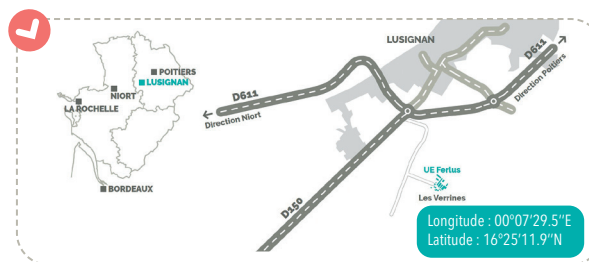 POITIERS
LUSIGNAN
NIORT
LA ROCHELLE
BORDEAUX
LUSIGNAN
D611
Direction Poitiers
D611
Direction Niort
D150
UE Ferlus
Les Verrines
Longitude : 00°07’29.5’’E
Latitude : 16°25’11.9’’N